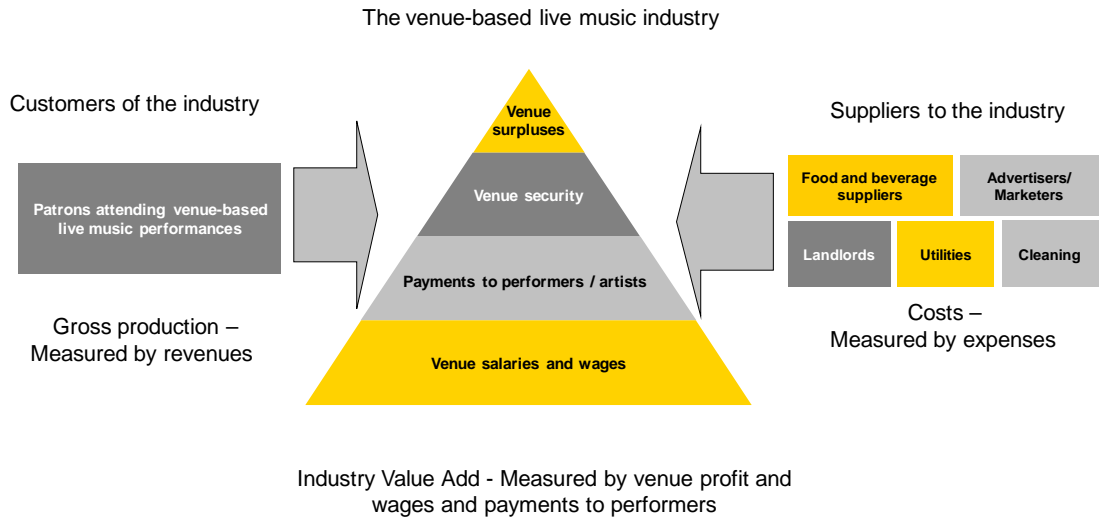 The venue-based live music industry
Customers of the industry
Patrons attending venue-based
live music performances
Gross production –
Measured by revenues
Venue
surpluses
Venue security
Payments to performers / artists
Venue salaries and wages
Suppliers to the industry
Food and beverage
suppliers
Advertisers/
Marketers
Landlords
Utilities
Cleaning
Costs –
Measured by expenses
Industry Value Add - Measured by venue profit and
wages and payments to performers